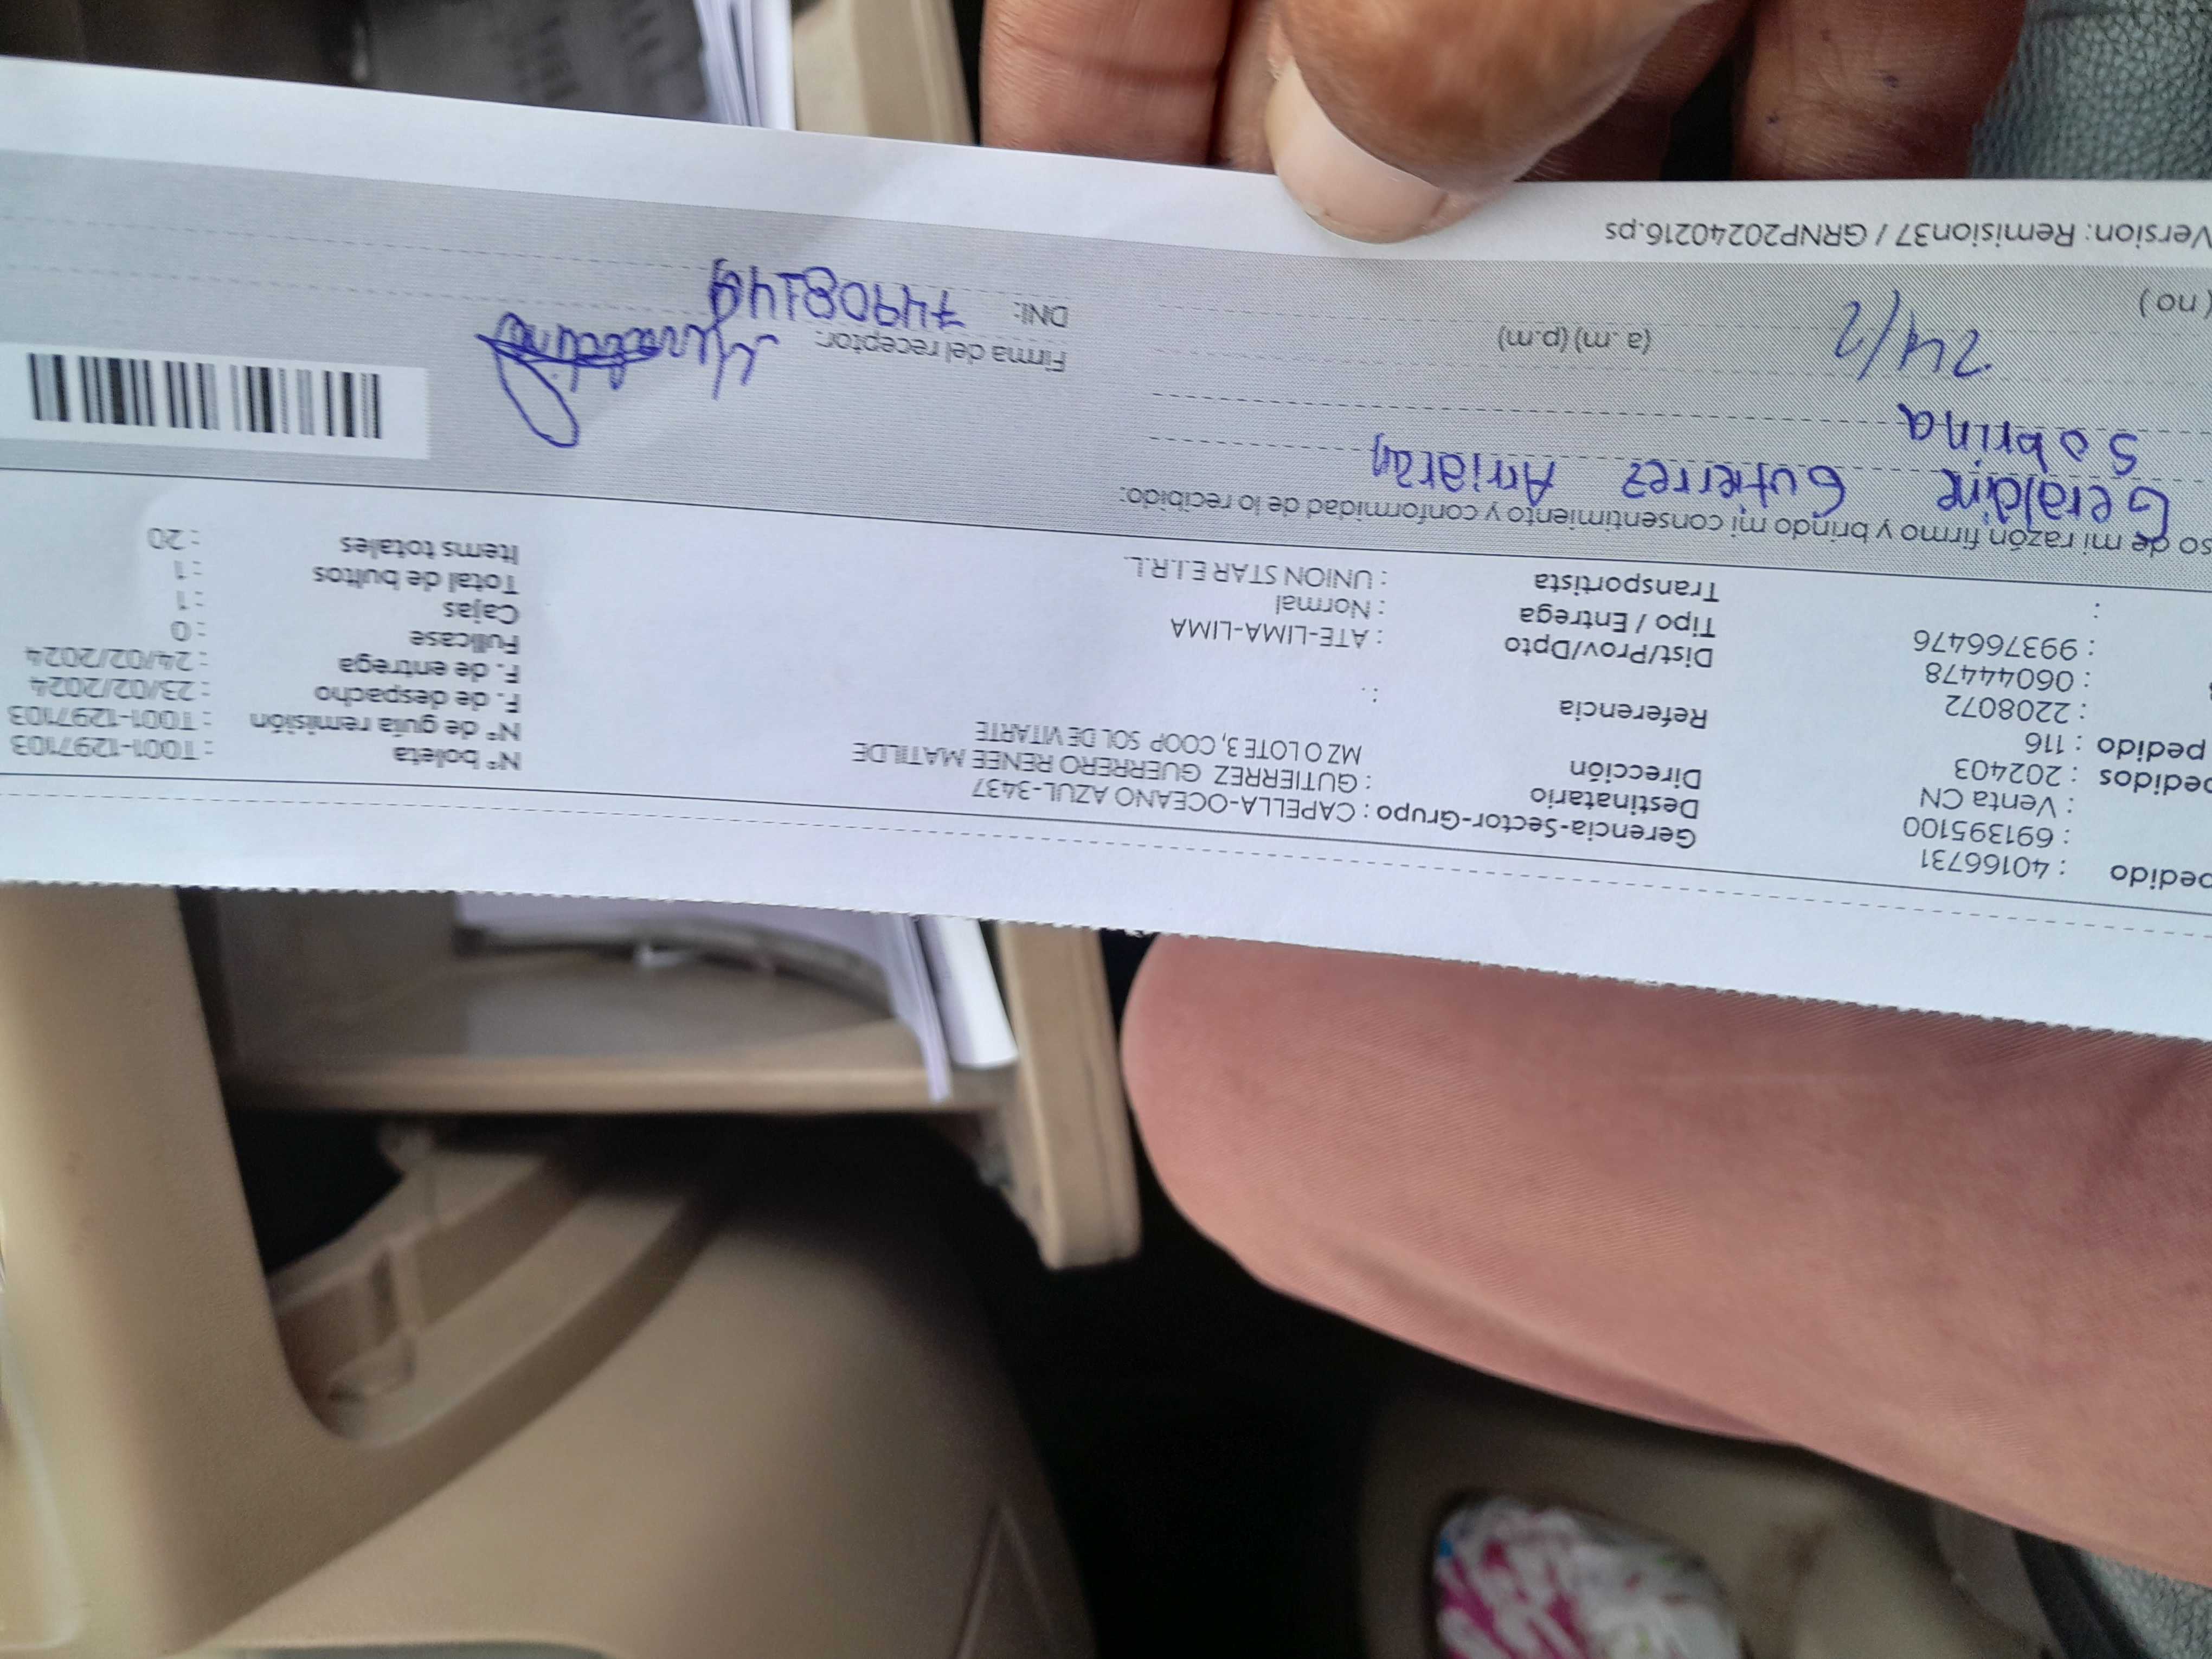 pedido : 40166731
: 691395100
: Venta CN
pedidos : 202403
pedido : 116
: 2208072
: 06044478
: 993766476
:
Gerencia-Sector-Grupo : CAPELLA-OCEANO AZUL-3437
Destinatario : GUTIERREZ GUERRERO RENEE MATILDE
Dirección MZ O LOTE 3, COOP SOL DE VITARTE
Referencia : .
Dist/Prov/Dpto : ATE-LIMA-LIMA
Tipo / Entrega : Normal
Transportista : UNION STAR E.I.R.L.
N° boleta : T001-1297103
N° de guía remisión : T001-1297103
F. de despacho : 23/02/2024
F. de entrega : 24/02/2024
Fullcase : 0
Cajas : 1
Total de bultos : 1
Items totales : 20
so de mi razón firmo y brindo mi consentimiento y conformidad de lo recibido:
Geraldine Gutierrez Arriaran
Sobrina
24/2 (a.m) (p.m)
(no)
Firma del receptor:
DNI: 74908149
Version: Remision37 / GRNP20240216.ps